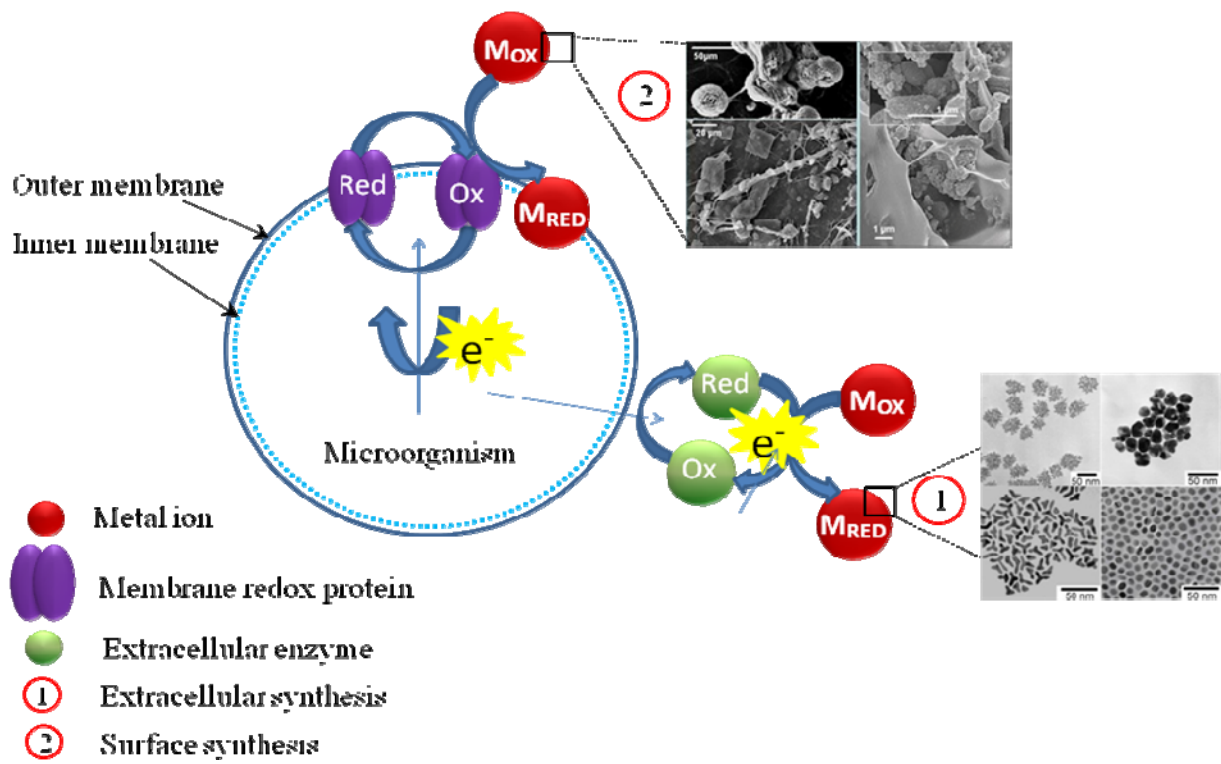 MOX
2
50μm
1 μm
20 μm
1 μm
Red
Ox
MRED
Outer membrane
Inner membrane
e-
Red
MOX
e-
Ox
Microorganism
MRED
1
50 nm
50 nm
50 nm
50 nm
Metal ion
Membrane redox protein
Extracellular enzyme
1 Extracellular synthesis
2 Surface synthesis